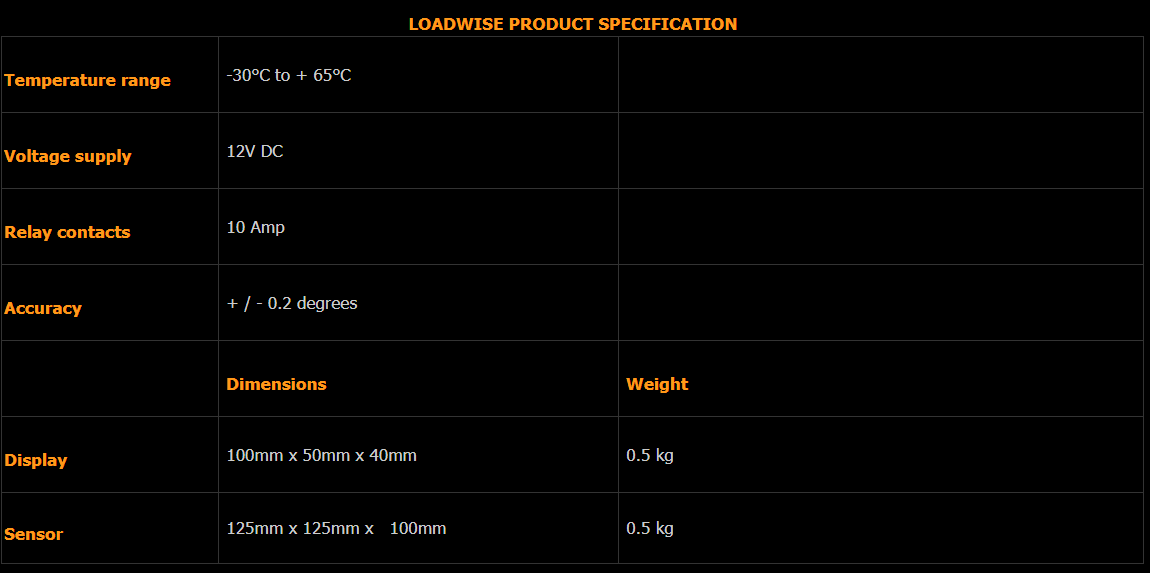 LOADWISE PRODUCT SPECIFICATION
Temperature range -30°C to + 65°C
Voltage supply 12V DC
Relay contacts 10 Amp
Accuracy + / - 0.2 degrees
Dimensions Weight
Display 100mm x 50mm x 40mm 0.5 kg
Sensor 125mm x 125mm x 100mm 0.5 kg